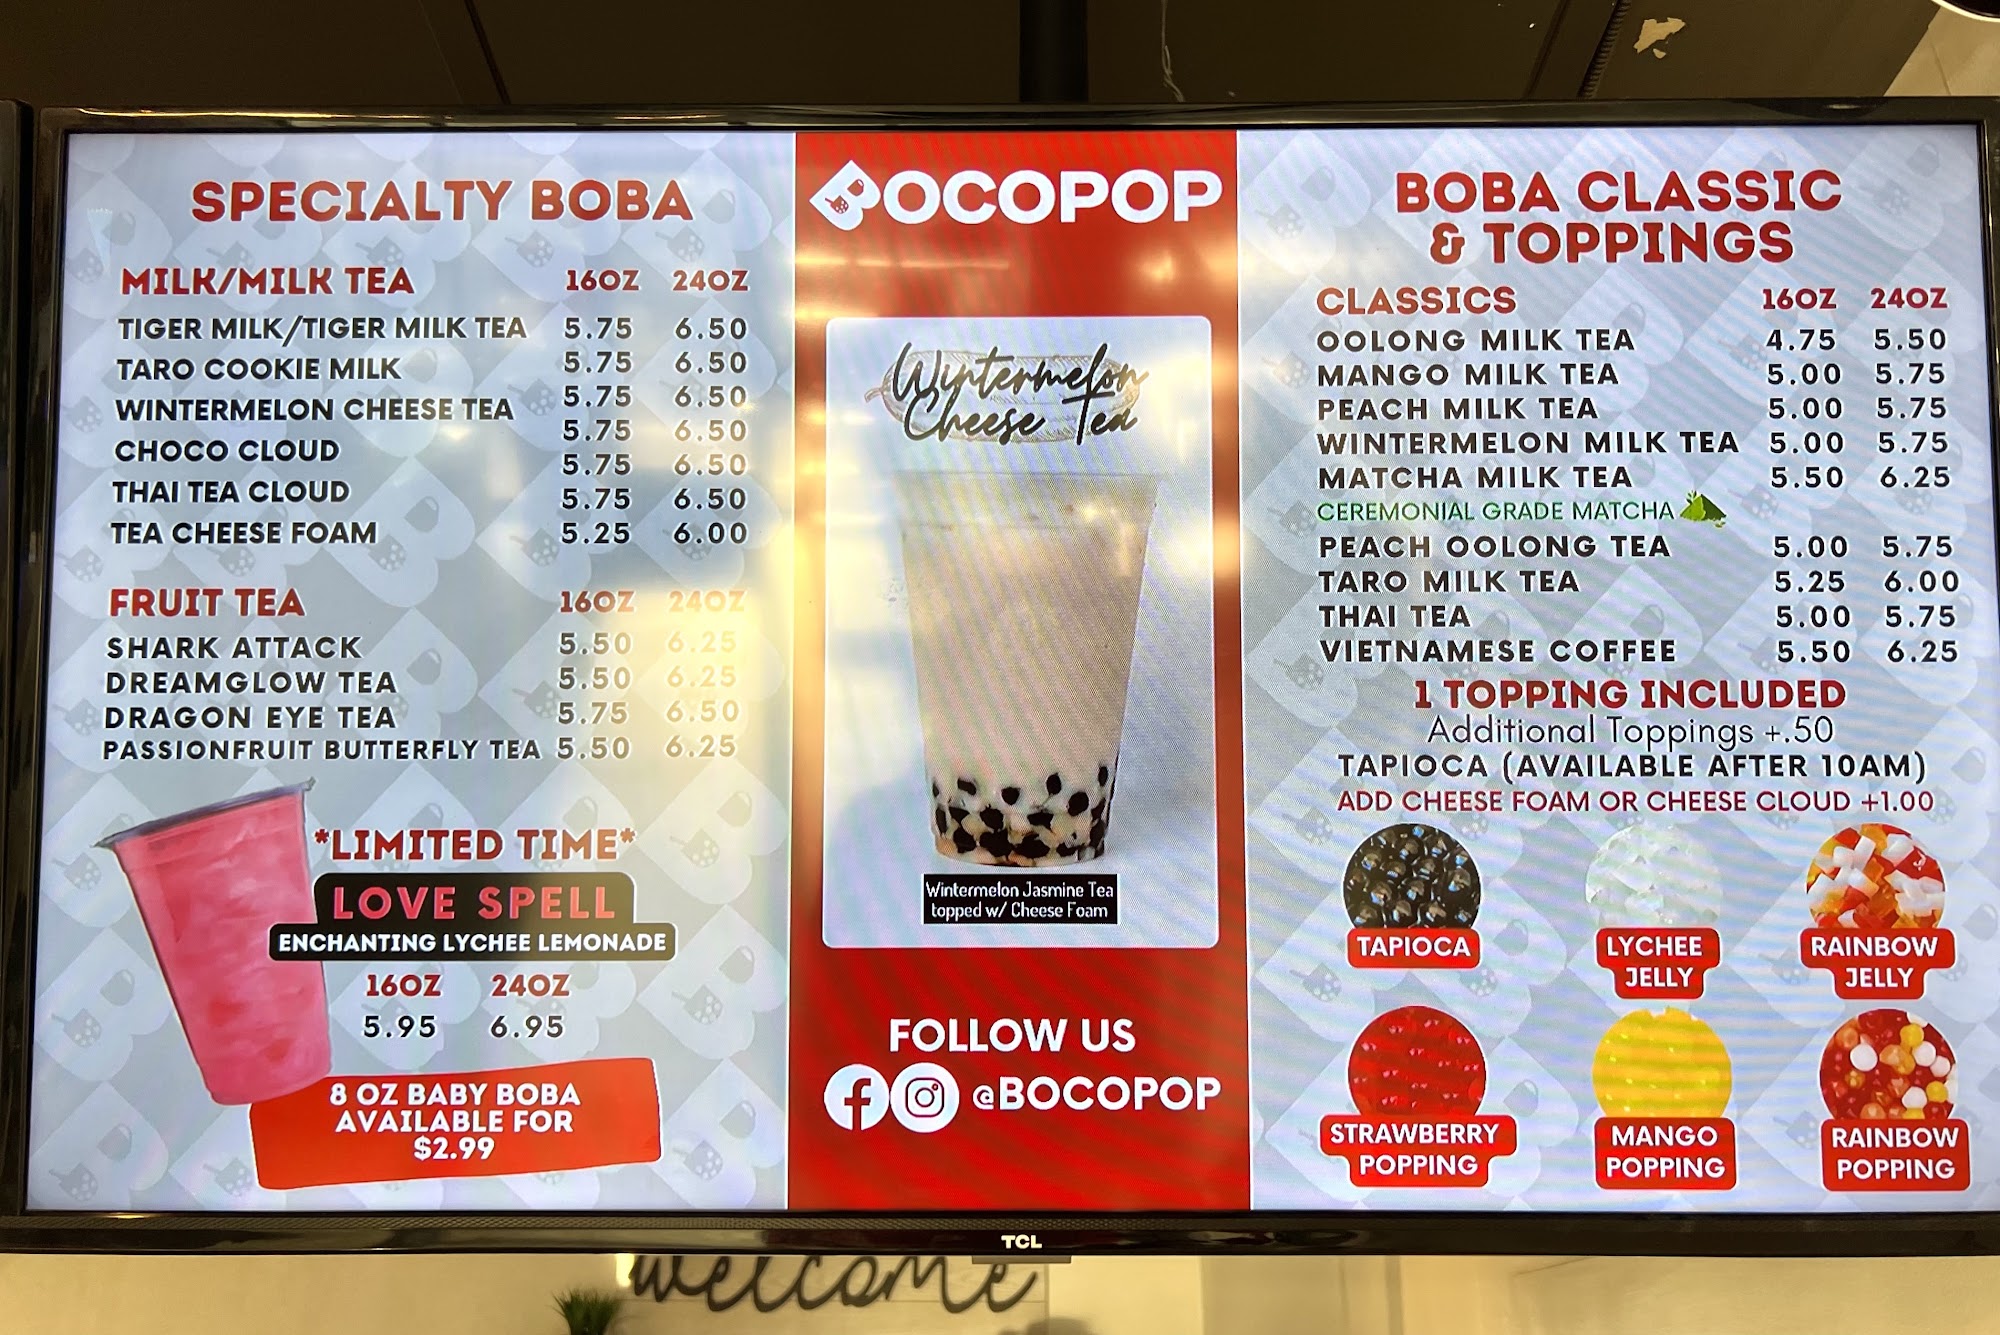 SPECIALTY BOBA
MILK/MILK TEA 16OZ 24OZ
TIGER MILK/TIGER MILK TEA 5.75 6.50
TARO COOKIE MILK 5.75 6.50
WINTERMELON CHEESE TEA 5.75 6.50
5.75 6.50
CHOCO CLOUD 5.75 6.50
THAI TEA CLOUD 5.75 6.50
TEA CHEESE FOAM 5.25 6.00
FRUIT TEA 16OZ 24OZ
SHARK ATTACK 5.50 6.25
DREAMGLOW TEA 5.50 6.25
DRAGON EYE TEA 5.75 6.50
PASSIONFRUIT BUTTERFLY TEA 5.50 6.25
*LIMITED TIME*
LOVE SPELL
ENCHANTING LYCHEE LEMONADE
16OZ 24OZ
5.95 6.95
8 OZ BABY BOBA
AVAILABLE FOR
$2.99
BOCOPOP
Wintermelon
Cheese Tea
Wintermelon Jasmine Tea
topped w/ Cheese Foam
FOLLOW US
@BOCOPOP
BOBA CLASSIC
& TOPPINGS
CLASSICS 16OZ 24OZ
OOLONG MILK TEA 4.75 5.50
MANGO MILK TEA 5.00 5.75
PEACH MILK TEA 5.00 5.75
WINTERMELON MILK TEA 5.00 5.75
MATCHA MILK TEA 5.50 6.25
CEREMONIAL GRADE MATCHA
PEACH OOLONG TEA 5.00 5.75
TARO MILK TEA 5.25 6.00
THAI TEA 5.00 5.75
VIETNAMESE COFFEE 5.50 6.25
1 TOPPING INCLUDED
Additional Toppings +.50
TAPIOCA (AVAILABLE AFTER 10AM)
ADD CHEESE FOAM OR CHEESE CLOUD +1.00
TAPIOCA
LYCHEE
JELLY
RAINBOW
JELLY
STRAWBERRY
POPPING
MANGO
POPPING
RAINBOW
POPPING
TCL
welcome